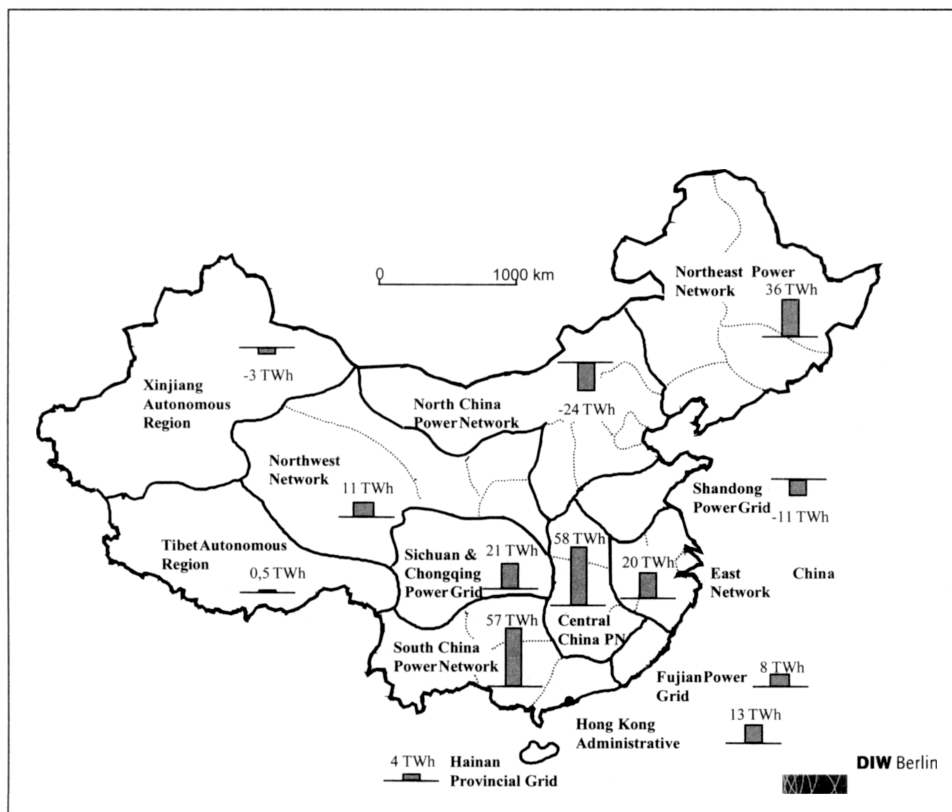 0 1000 km
Northeast Power
Network
36 TWh
-3 TWh
Xinjiang
Autonomous
Region
North China
Power Network
-24 TWh
Northwest
Network
11 TWh
Shandong
Power Grid
-11 TWh
Tibet Autonomous
Region
0,5 TWh
Sichuan &
Chongqing
Power Grid
21 TWh
58 TWh
Central
China PN
20 TWh
East China
Network
South China
Power Network
57 TWh
Fujian Power
Grid
8 TWh
Hong Kong
Administrative
13 TWh
4 TWh
Hainan
Provincial Grid
DIW Berlin